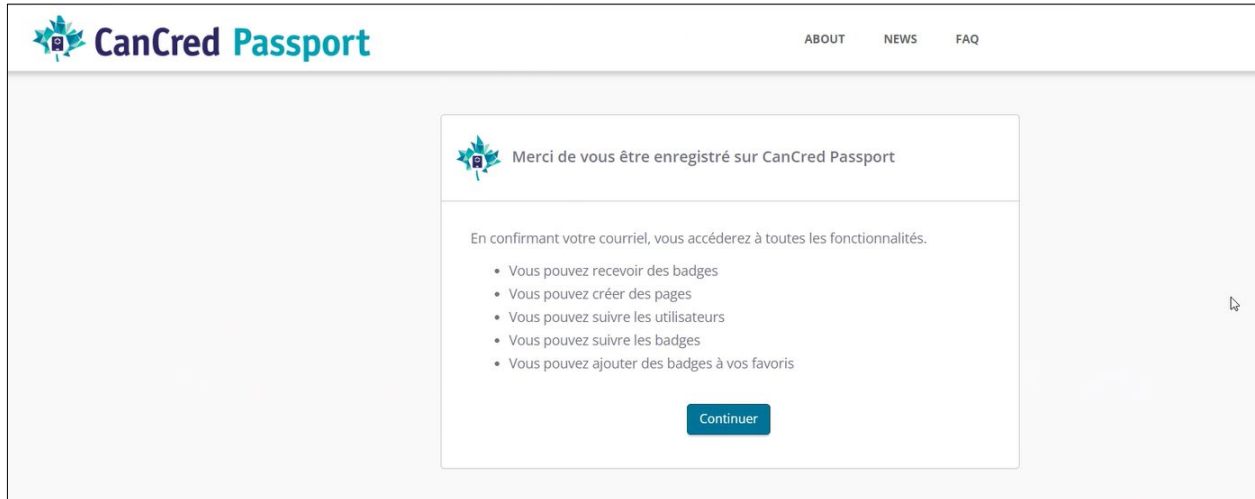 CanCred Passport
ABOUT NEWS FAQ
Merci de vous être enregistré sur CanCred Passport
En confirmant votre courriel, vous accéderez à toutes les fonctionnalités.
• Vous pouvez recevoir des badges
• Vous pouvez créer des pages
• Vous pouvez suivre les utilisateurs
• Vous pouvez suivre les badges
• Vous pouvez ajouter des badges à vos favoris
Continuer